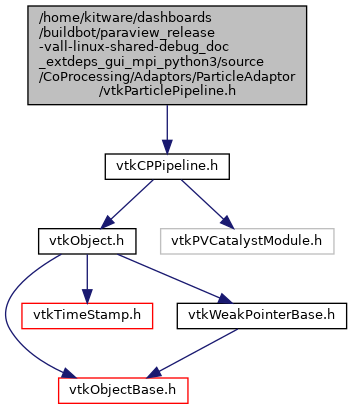 /home/kitware/dashboards
/buildbot/paraview_release
-vall-linux-shared-debug_doc
_extdeps_gui_mpi_python3/source
/CoProcessing/Adaptors/ParticleAdaptor
/vtkParticlePipeline.h
vtkCPPipeline.h
vtkObject.h
vtkPVCatalystModule.h
vtkTimeStamp.h
vtkWeakPointerBase.h
vtkObjectBase.h